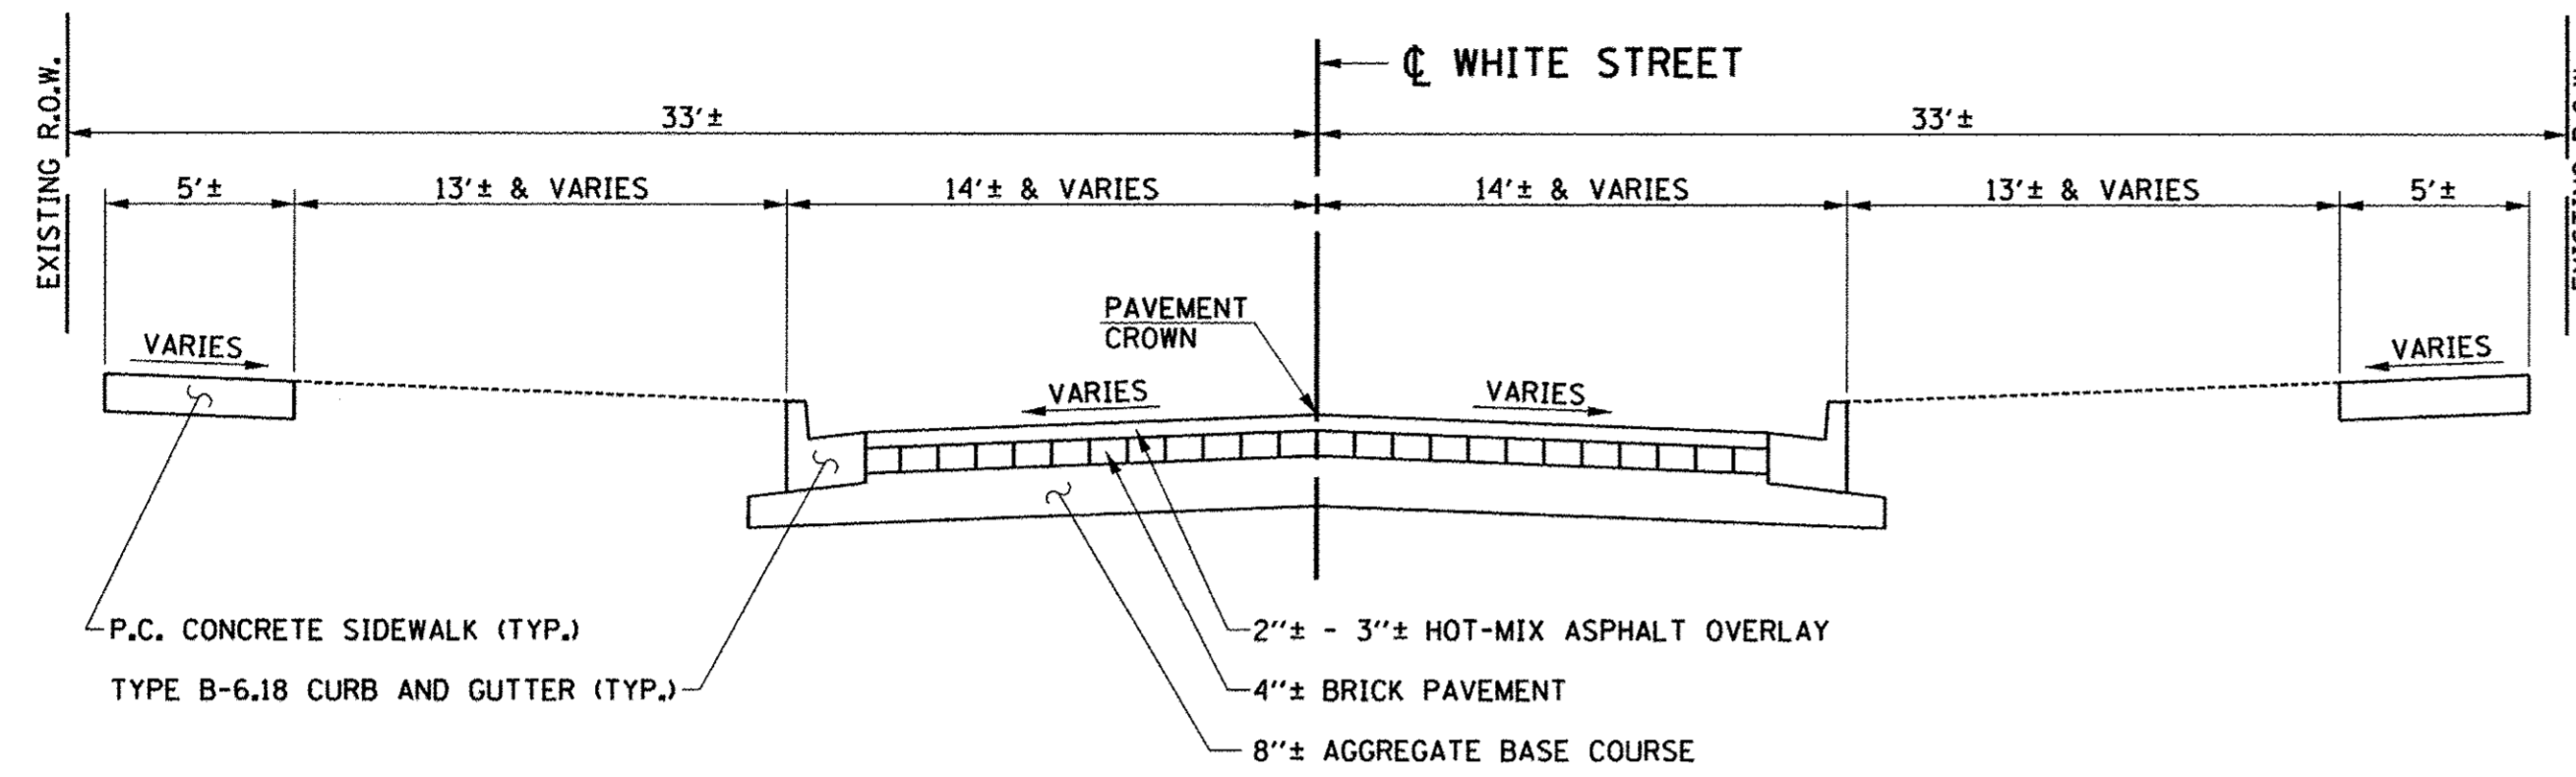 ℄ WHITE STREET
EXISTING R.O.W.
33'±
33'±
5'±
13'± & VARIES
14'± & VARIES
14'± & VARIES
13'± & VARIES
5'±
PAVEMENT
CROWN
VARIES
VARIES
VARIES
VARIES
P.C. CONCRETE SIDEWALK (TYP.)
TYPE B-6.18 CURB AND GUTTER (TYP.)
2"± - 3"± HOT-MIX ASPHALT OVERLAY
4"± BRICK PAVEMENT
8"± AGGREGATE BASE COURSE